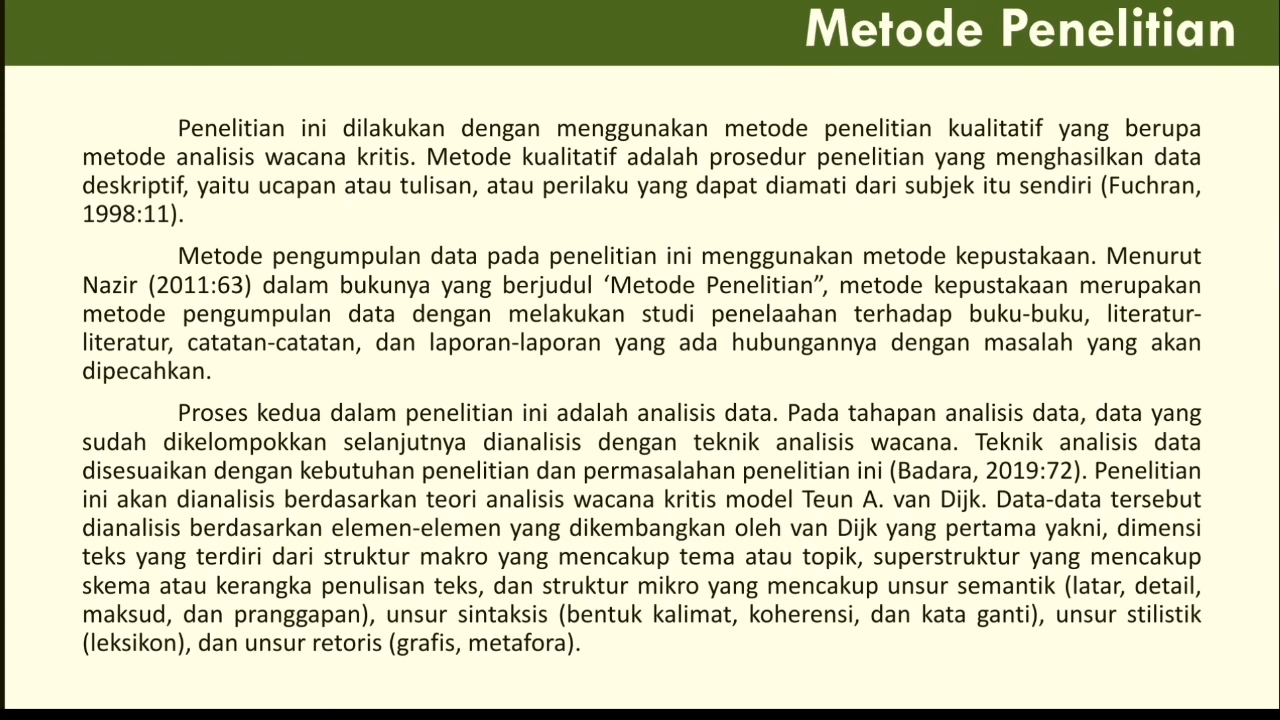 Metode Penelitian
Penelitian ini dilakukan dengan menggunakan metode penelitian kualitatif yang berupa
metode analisis wacana kritis. Metode kualitatif adalah prosedur penelitian yang menghasilkan data
deskriptif, yaitu ucapan atau tulisan, atau perilaku yang dapat diamati dari subjek itu sendiri (Fuchran,
1998:11).
Metode pengumpulan data pada penelitian ini menggunakan metode kepustakaan. Menurut
Nazir (2011:63) dalam bukunya yang berjudul ‘Metode Penelitian”, metode kepustakaan merupakan
metode pengumpulan data dengan melakukan studi penelaahan terhadap buku-buku, literatur-
literatur, catatan-catatan, dan laporan-laporan yang ada hubungannya dengan masalah yang akan
dipecahkan.
Proses kedua dalam penelitian ini adalah analisis data. Pada tahapan analisis data, data yang
sudah dikelompokkan selanjutnya dianalisis dengan teknik analisis wacana. Teknik analisis data
disesuaikan dengan kebutuhan penelitian dan permasalahan penelitian ini (Badara, 2019:72). Penelitian
ini akan dianalisis berdasarkan teori analisis wacana kritis model Teun A. van Dijk. Data-data tersebut
dianalisis berdasarkan elemen-elemen yang dikembangkan oleh van Dijk yang pertama yakni, dimensi
teks yang terdiri dari struktur makro yang mencakup tema atau topik, superstruktur yang mencakup
skema atau kerangka penulisan teks, dan struktur mikro yang mencakup unsur semantik (latar, detail,
maksud, dan pranggapan), unsur sintaksis (bentuk kalimat, koherensi, dan kata ganti), unsur stilistik
(leksikon), dan unsur retoris (grafis, metafora).